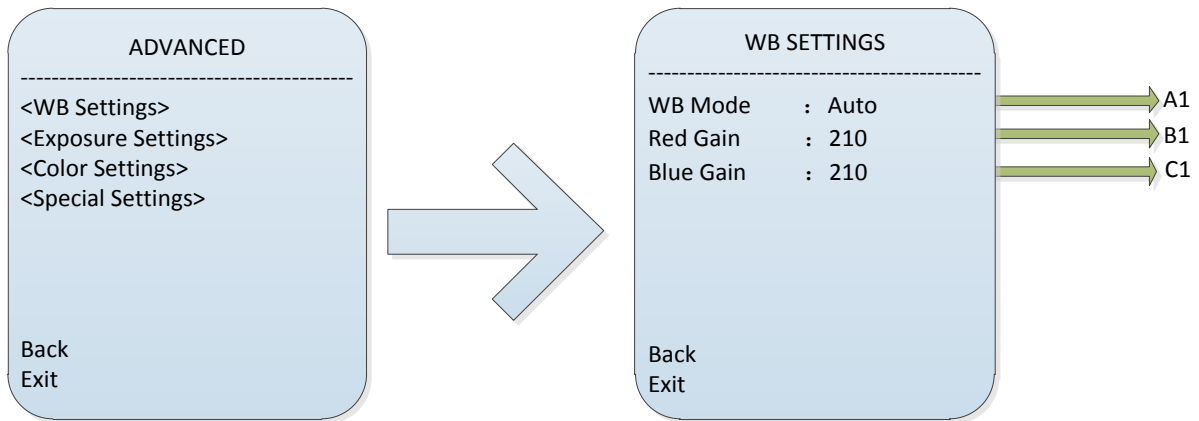 ADVANCED
--------------------------------------------
<WB Settings>
<Exposure Settings>
<Color Settings>
<Special Settings>
Back
Exit
WB SETTINGS
--------------------------------------------
WB Mode : Auto
Red Gain : 210
Blue Gain : 210
Back
Exit
A1
B1
C1